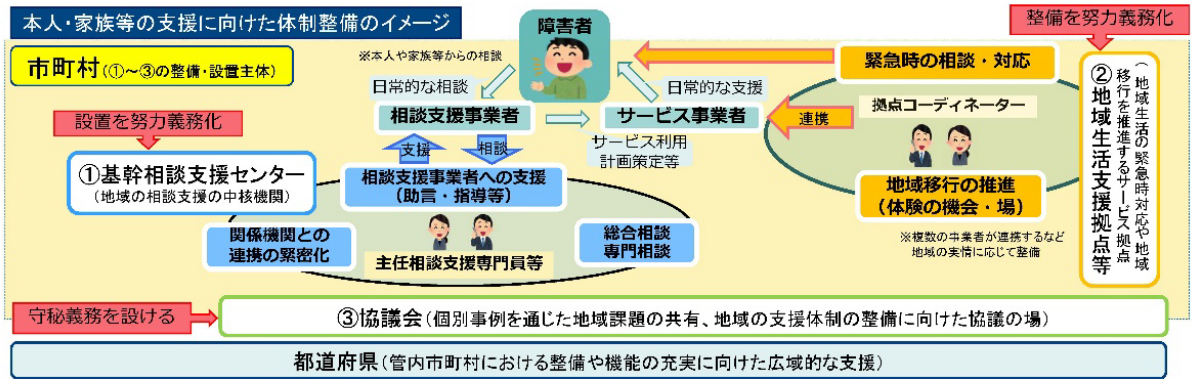 本人・家族等の支援に向けた体制整備のイメージ
市町村(①~③の整備・設置主体)
障害者
※本人や家族等からの相談
日常的な相談
日常的な支援
相談支援事業者
サービス事業者
サービス利用
計画策定等
緊急時の相談・対応
拠点コーディネーター
連携
地域移行の推進
(体験の機会・場)
※複数の事業者が連携するなど
地域の実情に応じて整備
整備を努力義務化
②地域生活支援拠点等
(地域生活の緊急時対応や地域
移行を推進するサービス拠点
設置を努力義務化
①基幹相談支援センター
(地域の相談支援の中核機関)
支援
相談
相談支援事業者への支援
(助言・指導等)
関係機関との
連携の緊密化
主任相談支援専門員等
総合相談
専門相談
守秘義務を設ける
③協議会(個別事例を通じた地域課題の共有、地域の支援体制の整備に向けた協議の場)
都道府県(管内市町村における整備や機能の充実に向けた広域的な支援)